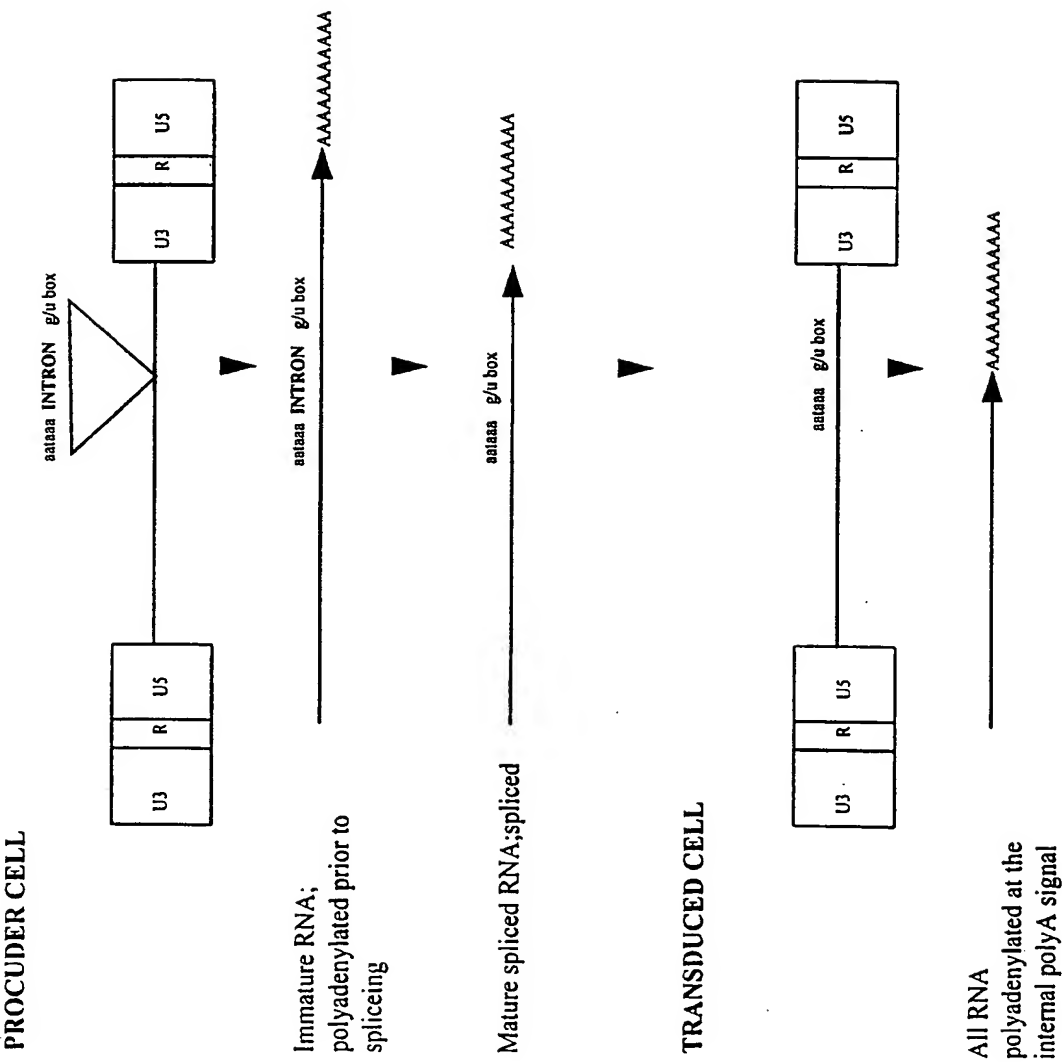 PROCUDER CELL
aataaa INTRON g/u box
U3 R U5
U3 R U5
Immature RNA;
polyadenylated prior to
spliceing
aataaa INTRON g/u box
AAAAAAAAAAA
Mature spliced RNA;spliced
aataaa g/u box
AAAAAAAAAAA
TRANSDUCED CELL
U3 R U5
aataaa g/u box
U3 R U5
All RNA
polyadenylated at the
internal polyA signal
AAAAAAAAAAAA